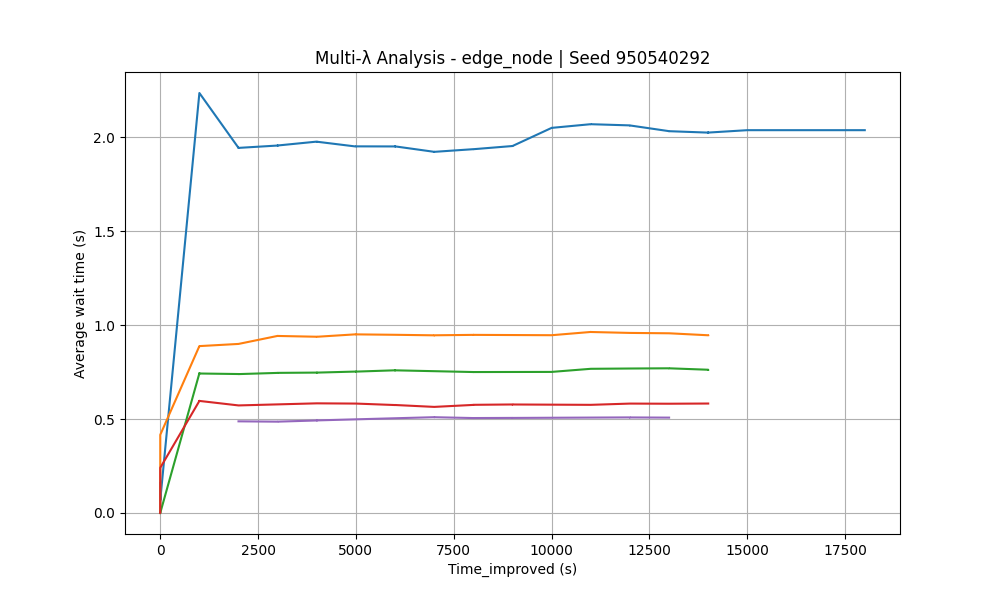 Multi-λ Analysis - edge_node | Seed 950540292
Average wait time (s)
2.0
1.5
1.0
0.5
0.0
0 2500 5000 7500 10000 12500 15000 17500
Time_improved (s)